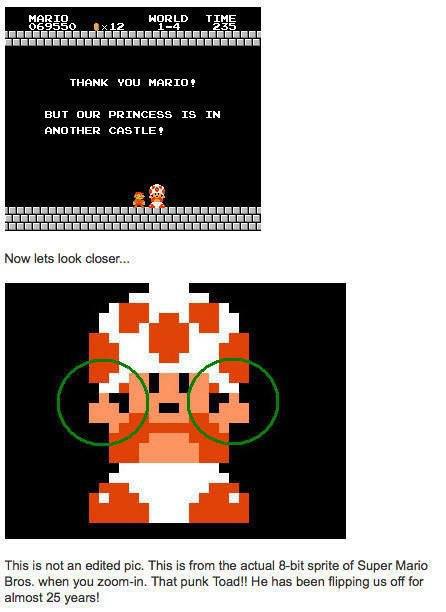 MARIO WORLD TIME
069550 ×12 1-4 235
THANK YOU MARIO!
BUT OUR PRINCESS IS IN
ANOTHER CASTLE!
Now lets look closer...
This is not an edited pic. This is from the actual 8-bit sprite of Super Mario
Bros. when you zoom-in. That punk Toad!! He has been flipping us off for
almost 25 years!